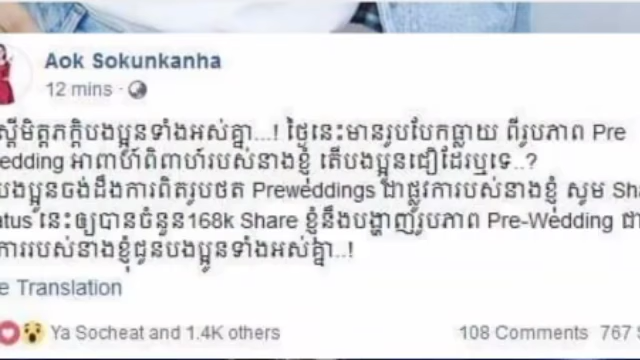 Aok Sokunkanha
12 mins ·
ស្តីមិត្តភក្តិបងប្អូនទាំងអស់គ្នា...! ថ្ងៃនេះមានរូបបែកធ្លាយ ពីរូបភាព Pre
edding អាពាហ៍ពិពាហ៍របស់នាងខ្ញុំ តើបងប្អូនជឿដែរឬទេ..?
បងប្អូនចង់ដឹងការពិតរូបថត Preweddings ជាផ្លូវការរបស់នាងខ្ញុំ សូម Sha
atus នេះឲ្យបានចំនួន168k Share ខ្ញុំនឹងបង្ហាញរូបភាព Pre-Wedding ជា
ការរបស់នាងខ្ញុំជូនបងប្អូនទាំងអស់គ្នា..!
e Translation
Ya Socheat and 1.4K others 108 Comments 767 S